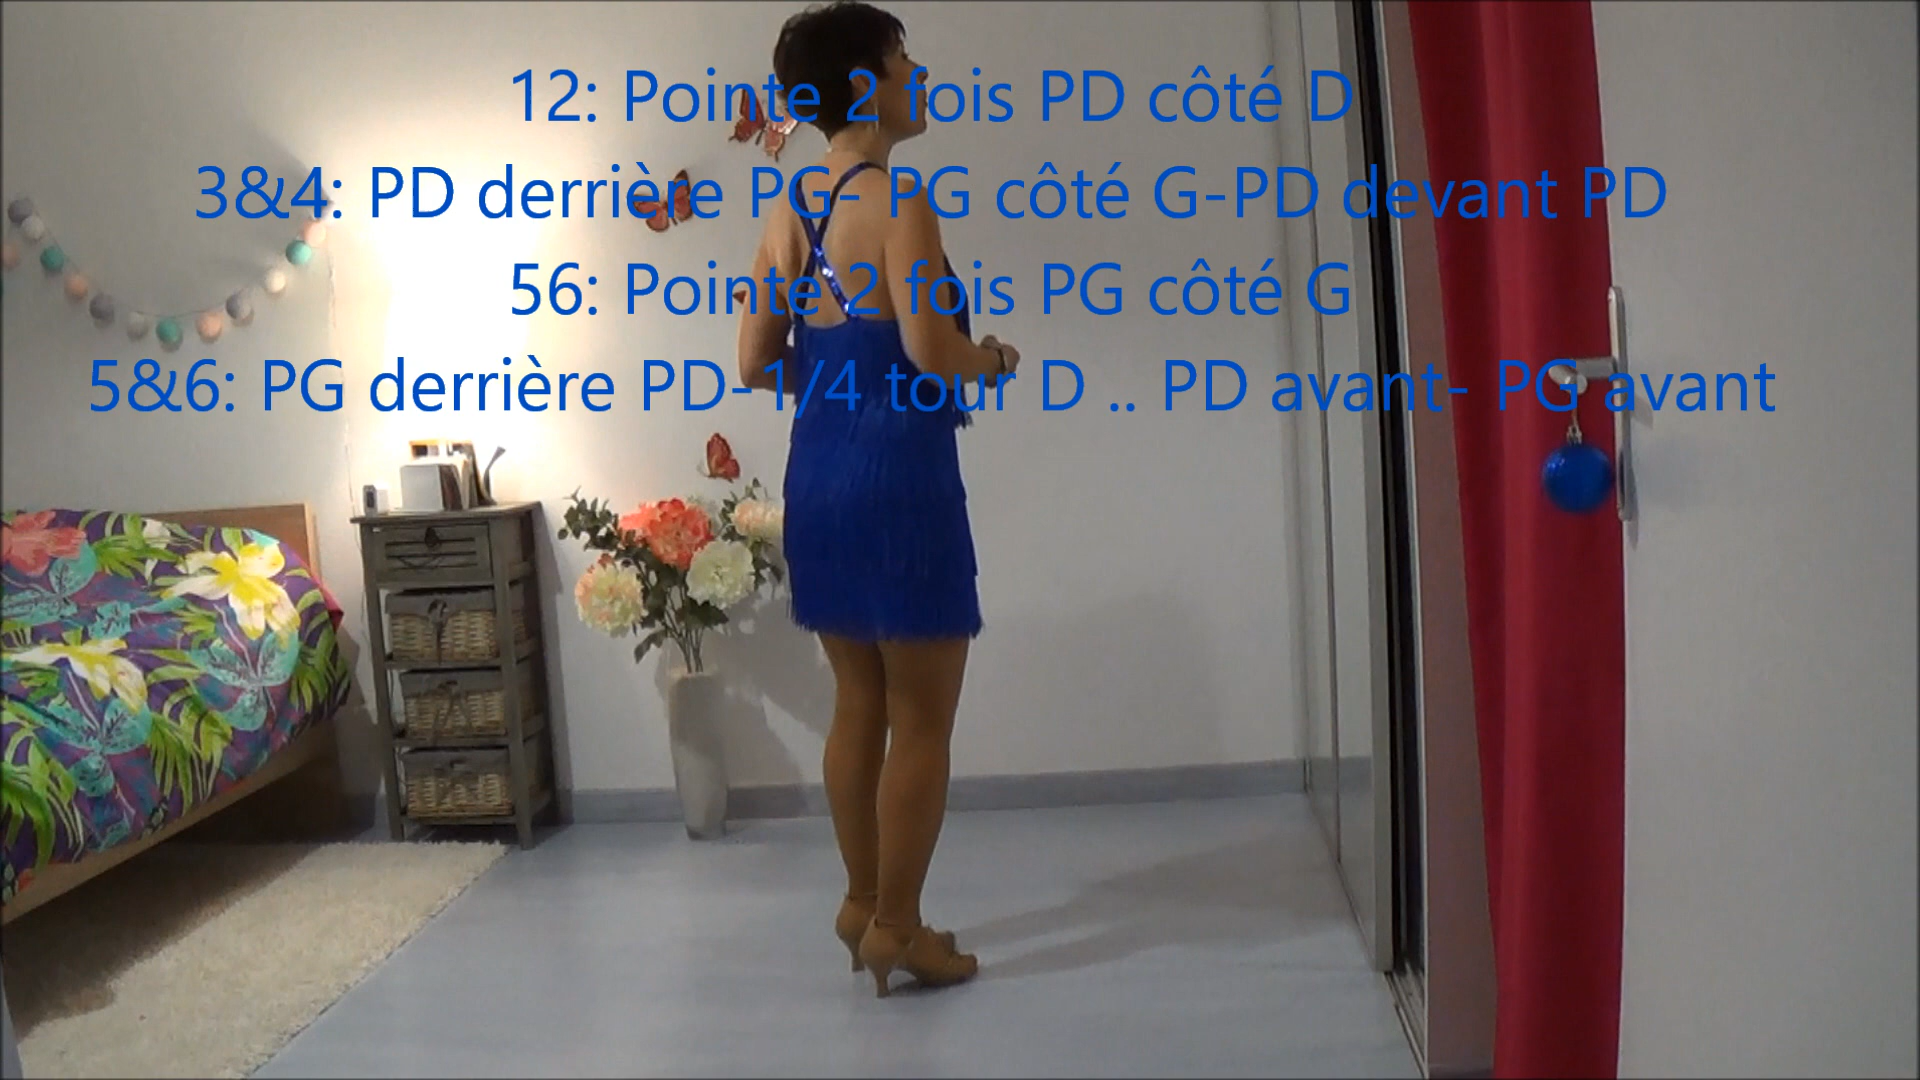 12: Pointe 2 fois PD côté D
3&4: PD derrière PG- PG côté G-PD devant PD
56: Pointe 2 fois PG côté G
5&6: PG derrière PD-1/4 tour D .. PD avant- PG avant